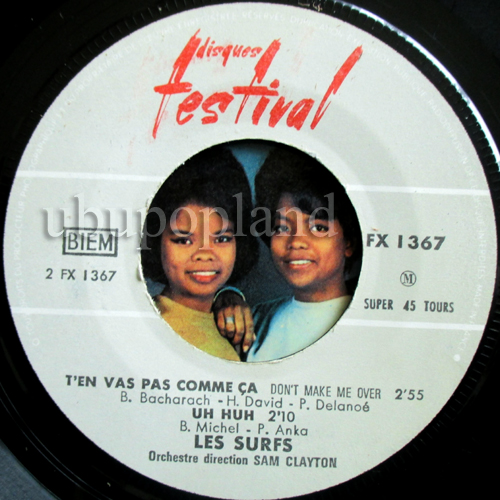 disques
festival
ubupopland
BIEM
FX 1367
2 FX 1367
M
SUPER 45 TOURS
T'EN VAS PAS COMME ÇA DON'T MAKE ME OVER 2'55
B. Bacharach - H. David - P. Delanoé
UH HUH 2'10
B. Michel - P. Anka
LES SURFS
Orchestre direction SAM CLAYTON